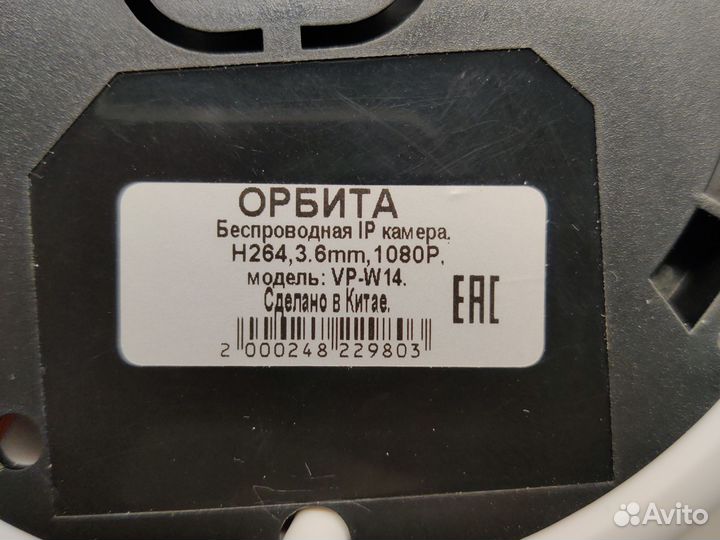 ОРБИТА
Беспроводная IP камера,
H264,3.6mm,1080P,
модель: VP-W14.
Сделано в Китае.
EAC
2 000248 229803
Avito